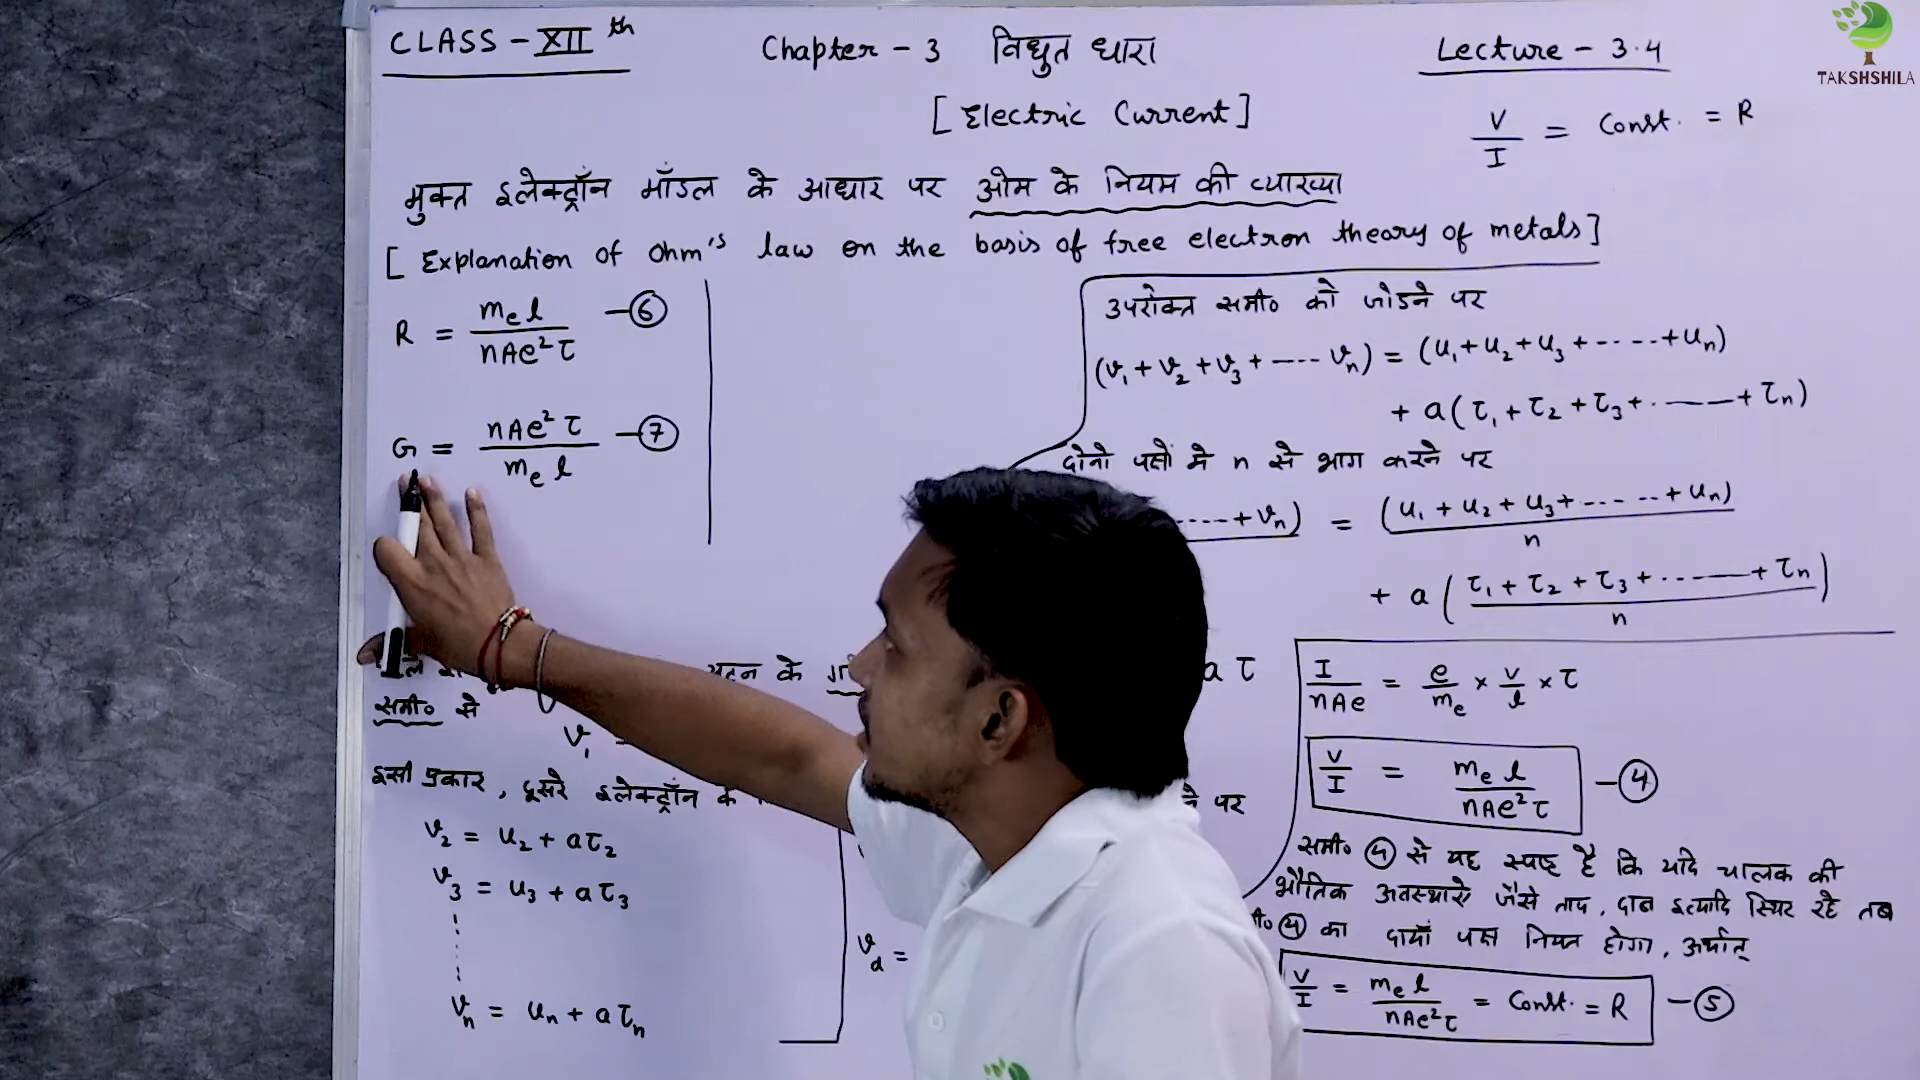 CLASS - XII th
Chapter - 3 विधुत धारा
Lecture - 3.4
TAKSHSHILA
[Electric Current]
V/I = Const. = R
मुक्त इलेक्ट्रॉन मॉडल के आधार पर ओम के नियम की व्याख्या
[Explanation of Ohm's law on the basis of free electron theory of metals]
R = mₑl / nAe²τ —⑥
G = nAe²τ / mₑl —⑦
समी० से
v₁
इसी प्रकार, दूसरे इलेक्ट्रॉन के
v₂ = u₂ + aτ₂
v₃ = u₃ + aτ₃
vₙ = uₙ + aτₙ
v_d =
उपरोक्त समी० को जोडने पर
(v₁ + v₂ + v₃ + ---- vₙ) = (u₁ + u₂ + u₃ + ----- + uₙ)
+ a(τ₁ + τ₂ + τ₃ + ------ + τₙ)
दोनो पक्षो मे n से भाग करने पर
---- + vₙ) = (u₁ + u₂ + u₃ + ------ + uₙ) / n
+ a(τ₁ + τ₂ + τ₃ + ------ + τₙ / n)
a τ
पर
I/nAe = e/mₑ × V/l × τ
V/I = mₑl / nAe²τ —④
समी० ④ से यह स्पष्ट है कि यदि चालक की
भौतिक अवस्थाऐ जैसे ताप, दाब इत्यादि स्थिर रहे तब
④ का दायाँ पक्ष नियत होगा, अर्थात्
V/I = mₑl / nAe²τ = Const. = R —⑤